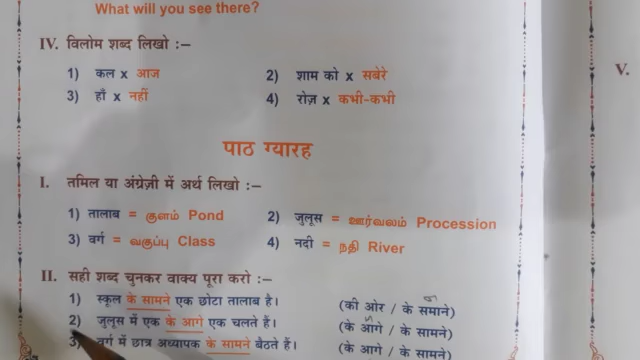 What will you see there?
IV. विलोम शब्द लिखो :–
1) कल x आज 2) शाम को x सबेरे
3) हाँ x नहीं 4) रोज़ x कभी-कभी
V.
पाठ ग्यारह
I. तमिल या अंग्रेज़ी में अर्थ लिखो :–
1) तालाब = குளம் Pond 2) जुलूस = ஊர்வலம் Procession
3) वर्ग = வகுப்பு Class 4) नदी = நதி River
II. सही शब्द चुनकर वाक्य पूरा करो :–
1) स्कूल के सामने एक छोटा तालाब है। (की ओर / के समाने)
2) जुलूस में एक के आगे एक चलते हैं। (के आगे / के सामने)
3) वर्ग में छात्र अध्यापक के सामने बैठते हैं। (के आगे / के सामने)